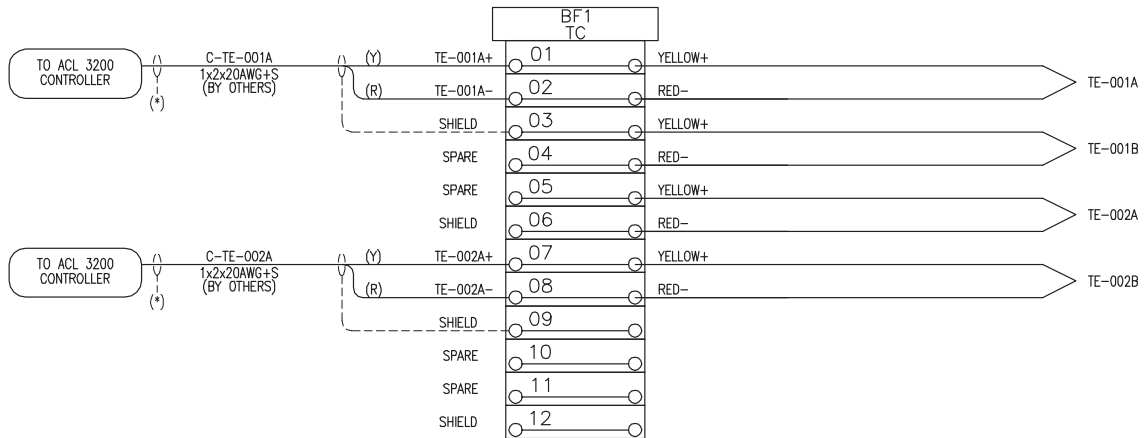 BF1
TC
TO ACL 3200
CONTROLLER
(*)
C-TE-001A
1x2x20AWG+S
(BY OTHERS)
(Y) TE-001A+ 01 YELLOW+
(R) TE-001A- 02 RED-
TE-001A
SHIELD 03 YELLOW+
SPARE 04 RED-
TE-001B
SPARE 05 YELLOW+
SHIELD 06 RED-
TE-002A
TO ACL 3200
CONTROLLER
(*)
C-TE-002A
1x2x20AWG+S
(BY OTHERS)
(Y) TE-002A+ 07 YELLOW+
(R) TE-002A- 08 RED-
TE-002B
SHIELD 09
SPARE 10
SPARE 11
SHIELD 12